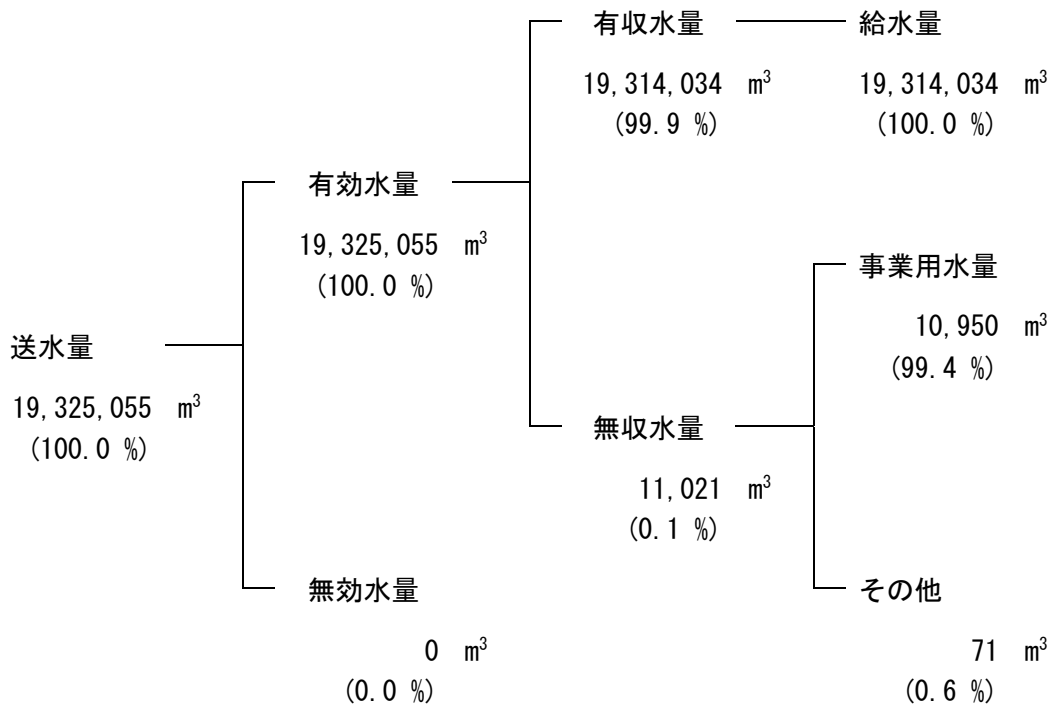 有収水量
19,314,034 m³
(99.9 %)
給水量
19,314,034 m³
(100.0 %)
有効水量
19,325,055 m³
(100.0 %)
事業用水量
10,950 m³
(99.4 %)
送水量
19,325,055 m³
(100.0 %)
無収水量
11,021 m³
(0.1 %)
無効水量
0 m³
(0.0 %)
その他
71 m³
(0.6 %)